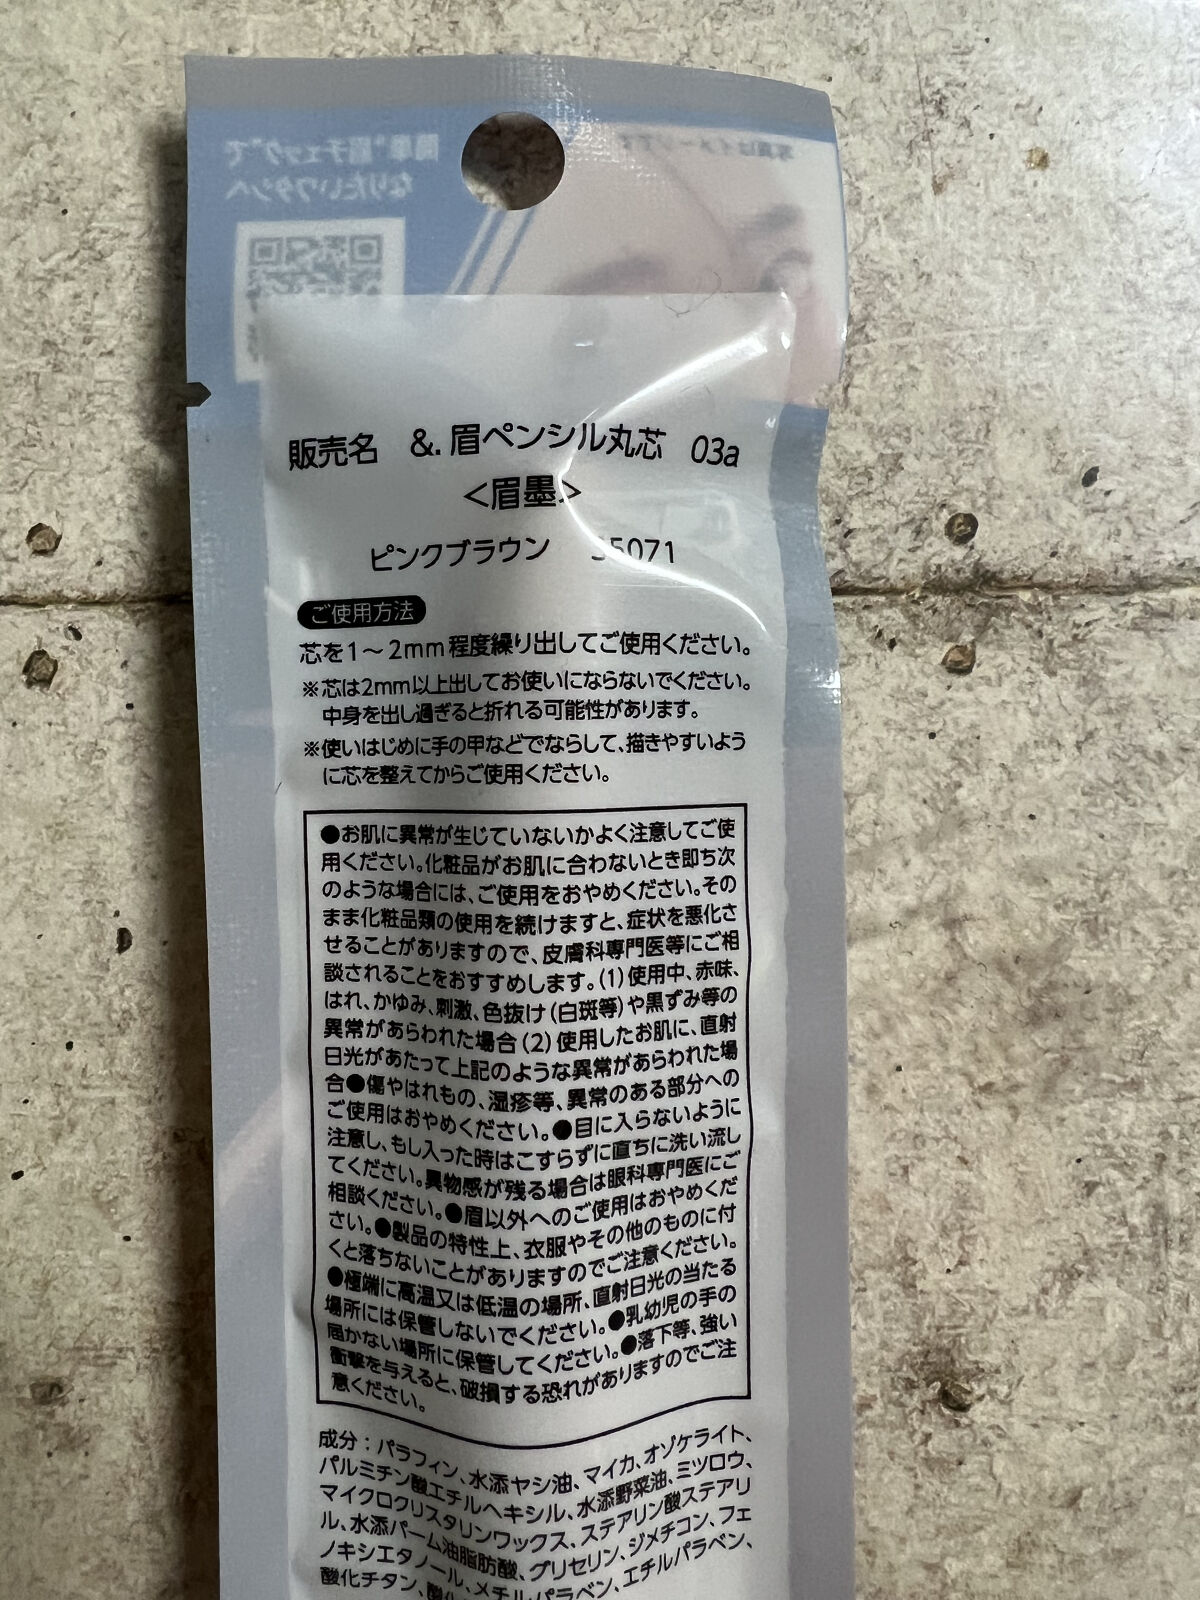 簡単"眉チェック"で
なりたいワタシへ
写真はイメージです
販売名 &.眉ペンシル丸芯 03a
<眉墨>
ピンクブラウン 5071
ご使用方法
芯を1～2mm程度繰り出してご使用ください。
※芯は2mm以上出してお使いにならないでください。
中身を出し過ぎると折れる可能性があります。
※使いはじめに手の甲などでならして、描きやすいよう
に芯を整えてからご使用ください。
●お肌に異常が生じていないかよく注意してご使
用ください。化粧品がお肌に合わないとき即ち次
のような場合には、ご使用をおやめください。その
まま化粧品類の使用を続けますと、症状を悪化さ
せることがありますので、皮膚科専門医等にご相
談されることをおすすめします。(1)使用中、赤味、
はれ、かゆみ、刺激、色抜け(白斑等)や黒ずみ等の
異常があらわれた場合(2)使用したお肌に、直射
日光があたって上記のような異常があらわれた場
合●傷やはれもの、湿疹等、異常のある部分への
ご使用はおやめください。●目に入らないように
注意し、もし入った時はこすらずに直ちに洗い流し
てください。異物感が残る場合は眼科専門医にご
相談ください。●眉以外へのご使用はおやめくだ
さい。●製品の特性上、衣服やその他のものに付
くと落ちないことがありますのでご注意ください。
●極端に高温又は低温の場所、直射日光の当たる
場所には保管しないでください。●乳幼児の手の
届かない場所に保管してください。●落下等、強い
衝撃を与えると、破損する恐れがありますのでご注
意ください。
成分：パラフィン、水添ヤシ油、マイカ、オゾケライト、
パルミチン酸エチルヘキシル、水添野菜油、ミツロウ、
マイクロクリスタリンワックス、ステアリン酸ステアリ
ル、水添パーム油脂肪酸、グリセリン、ジメチコン、フェ
ノキシエタノール、メチルパラベン、エチルパラベン、
酸化チタン、酸化